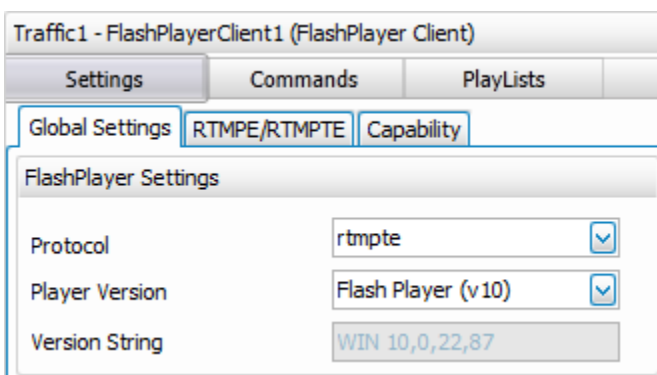 Traffic1 - FlashPlayerClient1 (FlashPlayer Client)
Settings Commands PlayLists
Global Settings RTMPE/RTMPTE Capability
FlashPlayer Settings
Protocol rtmpte
Player Version Flash Player (v10)
Version String WIN 10,0,22,87